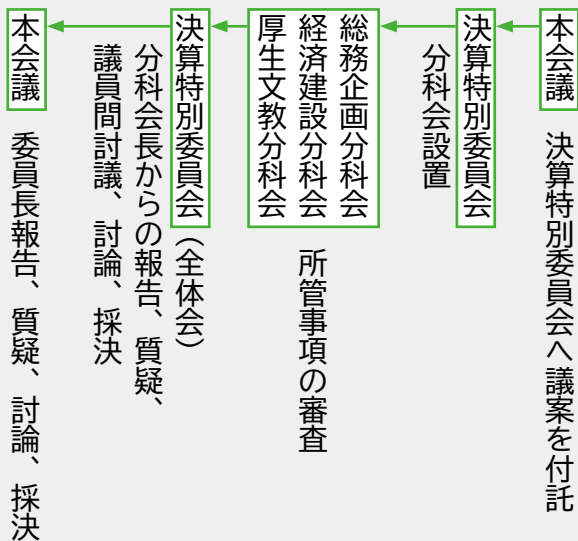 本会議　決算特別委員会へ議案を付託
決算特別委員会
分科会設置
総務企画分科会
経済建設分科会　所管事項の審査
厚生文教分科会
決算特別委員会（全体会）
分科会長からの報告、質疑、
議員間討議、討論、採決
本会議　委員長報告、質疑、討論、採決